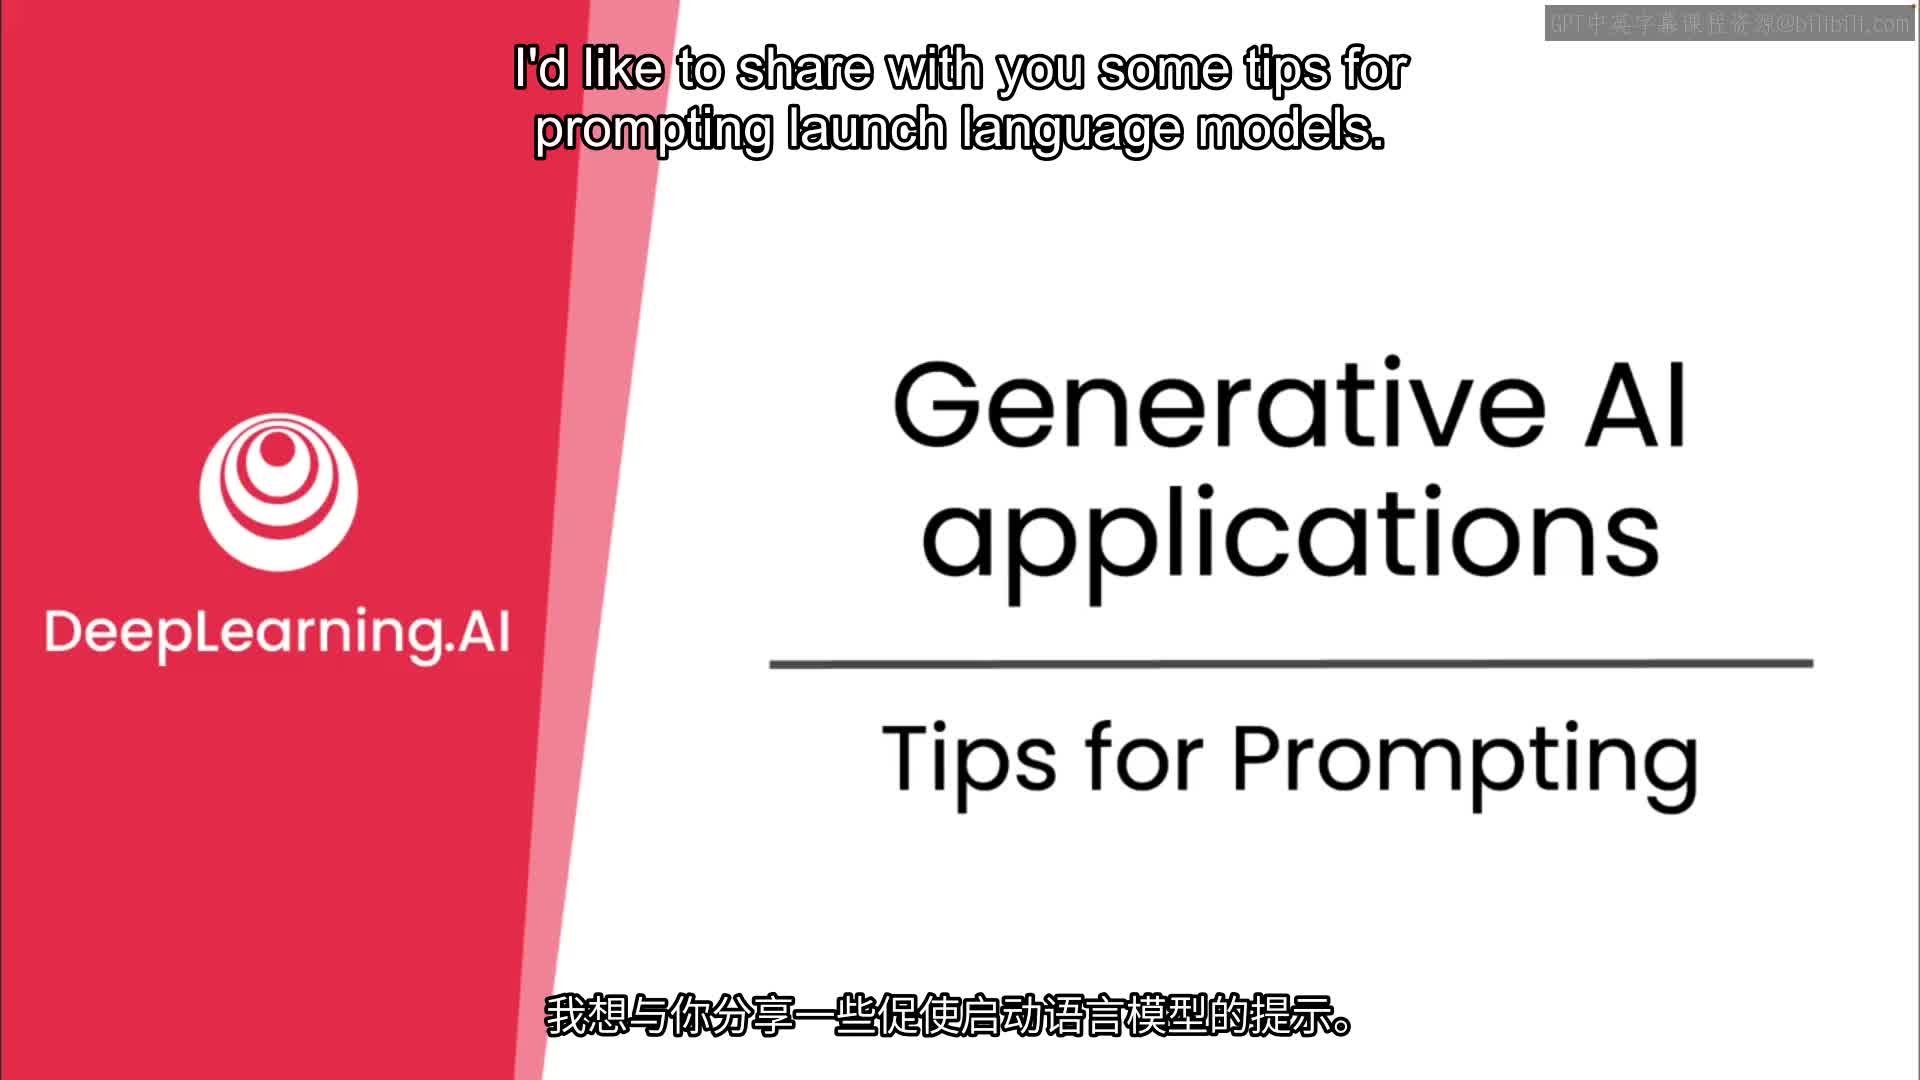 GPT中英字幕课程资源@bilibili.com
I'd like to share with you some tips for
prompting launch language models.
Generative AI
applications
DeepLearning.AI
Tips for Prompting
我想与你分享一些促使启动语言模型的提示。